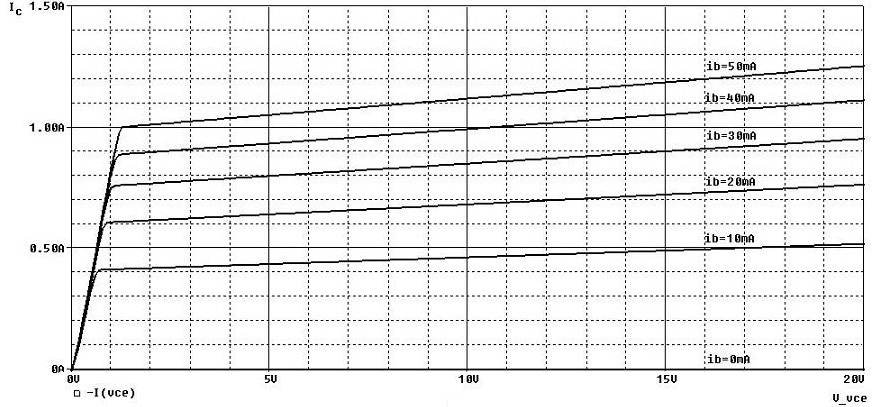 Ic 1.50A
ib=50mA
ib=40mA
1.00A
ib=30mA
ib=20mA
0.50A
ib=10mA
ib=0mA
0A
0V 5V 10V 15V 20V
-I(vce) V_vce